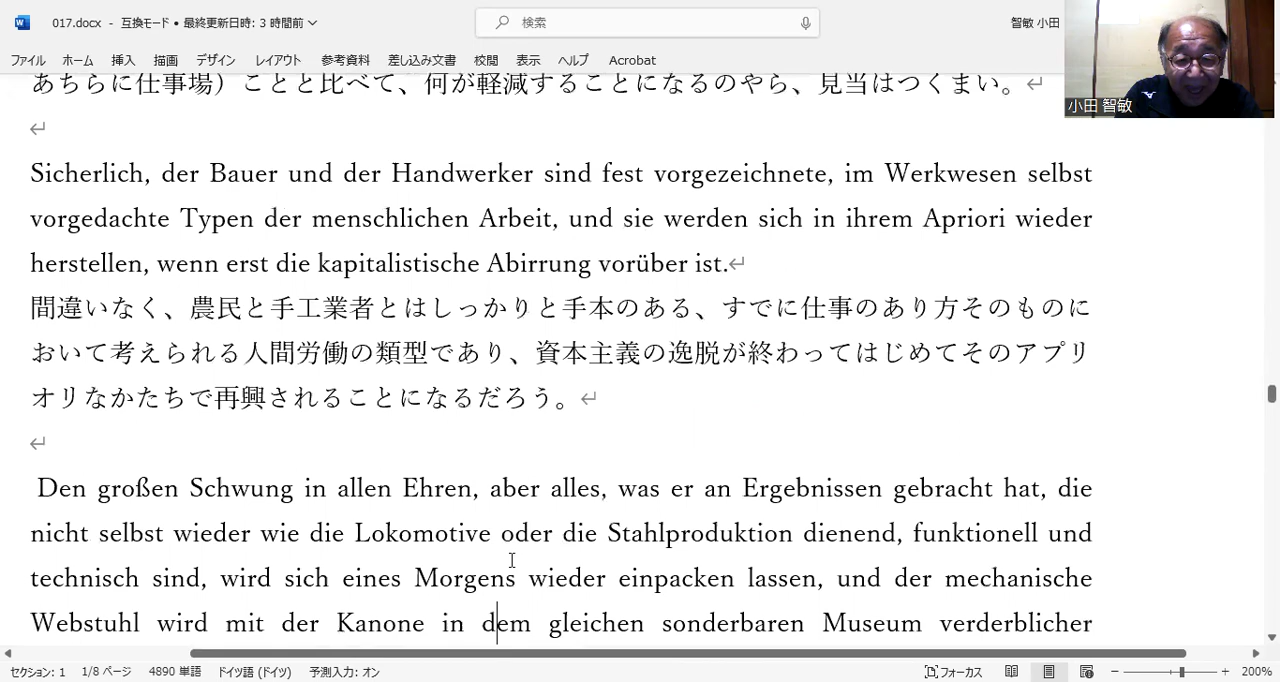 017.docx - 互換モード • 最終更新日時: 3 時間前
検索
智敏 小田
ファイル ホーム 挿入 描画 デザイン レイアウト 参考資料 差し込み文書 校閲 表示 ヘルプ Acrobat
小田 智敏
あちらに仕事場）ことと比べて、何が軽減することになるのやら、見当はつくまい。
Sicherlich, der Bauer und der Handwerker sind fest vorgezeichnete, im Werkwesen selbst
vorgedachte Typen der menschlichen Arbeit, und sie werden sich in ihrem Apriori wieder
herstellen, wenn erst die kapitalistische Abirrung vorüber ist.
間違いなく、農民と手工業者とはしっかりと手本のある、すでに仕事のあり方そのものに
おいて考えられる人間労働の類型であり、資本主義の逸脱が終わってはじめてそのアプリ
オリなかたちで再興されることになるだろう。
Den großen Schwung in allen Ehren, aber alles, was er an Ergebnissen gebracht hat, die
nicht selbst wieder wie die Lokomotive oder die Stahlproduktion dienend, funktionell und
technisch sind, wird sich eines Morgens wieder einpacken lassen, und der mechanische
Webstuhl wird mit der Kanone in dem gleichen sonderbaren Museum verderblicher
セクション: 1 1/8 ページ 4890 単語 ドイツ語 (ドイツ) 予測入力: オン フォーカス 200%